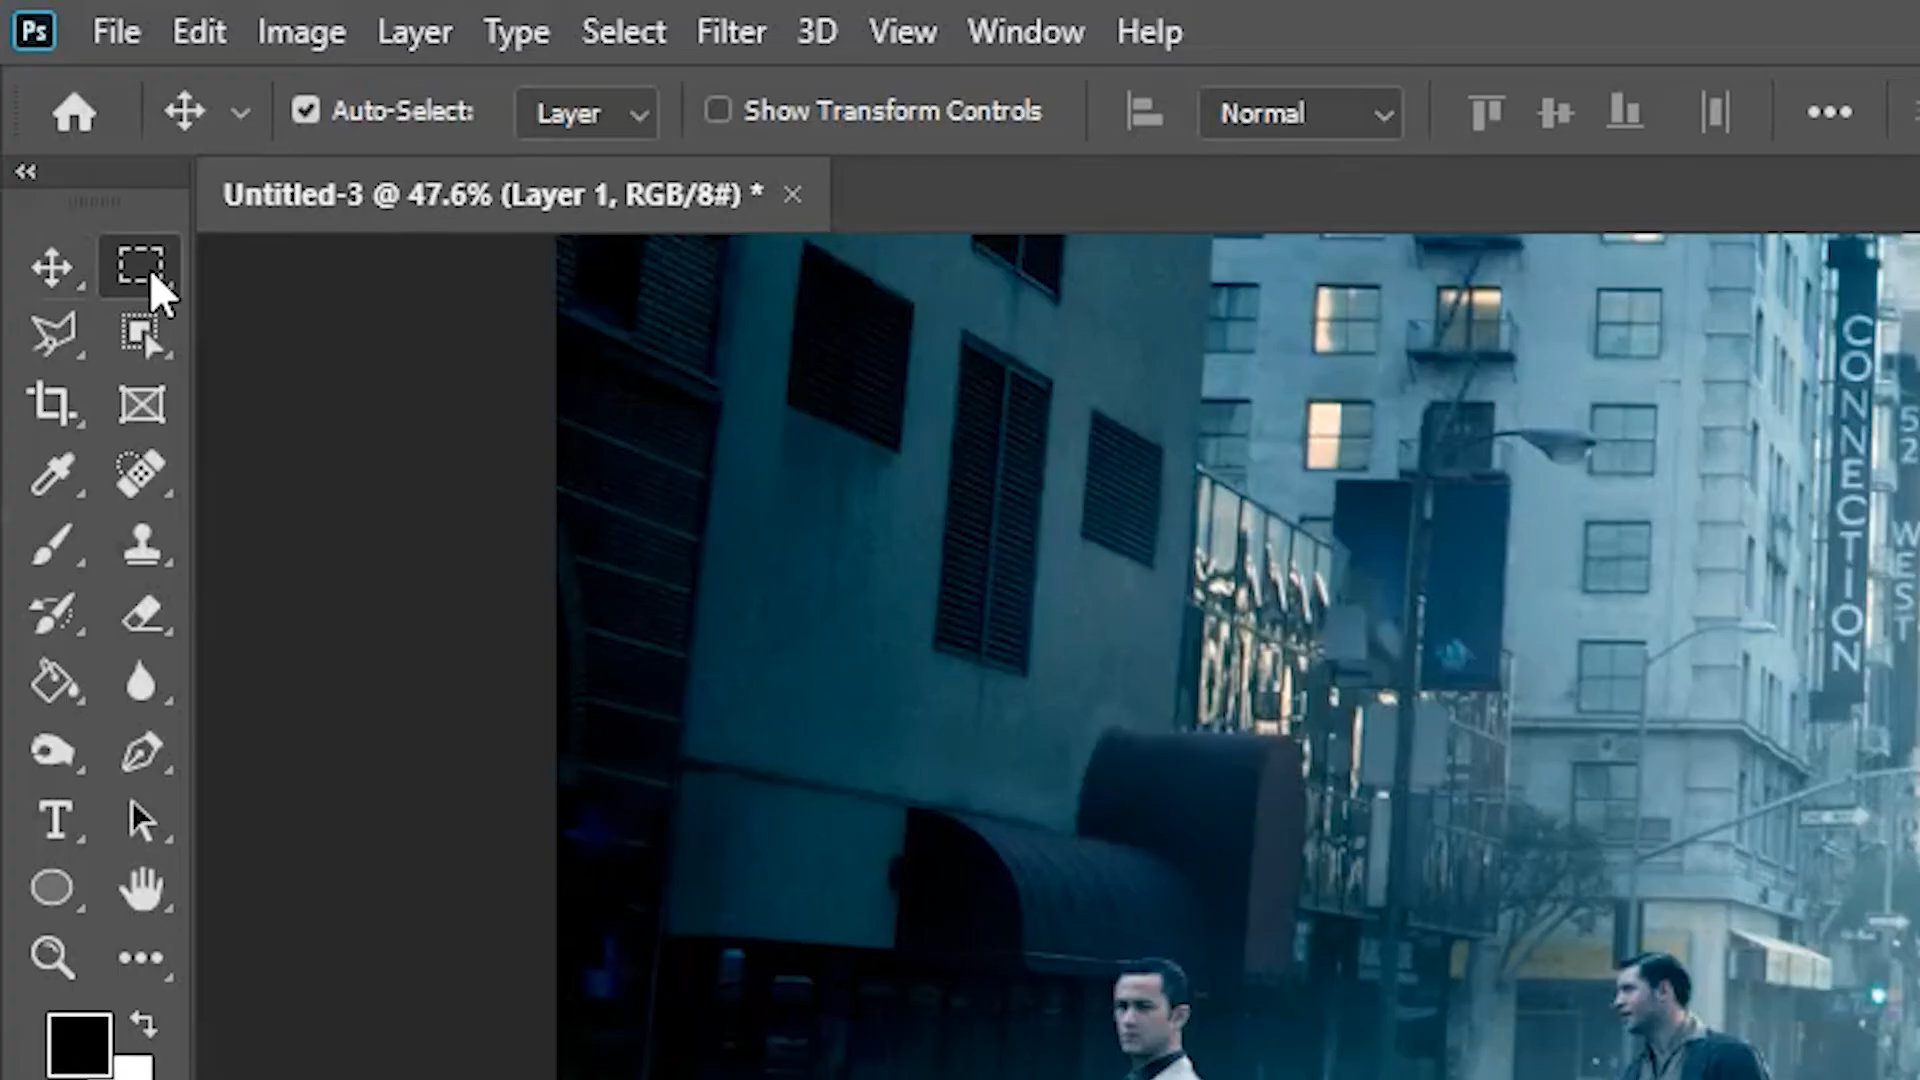 Ps File Edit Image Layer Type Select Filter 3D View Window Help
Auto-Select: Layer Show Transform Controls Normal
Untitled-3 @ 47.6% (Layer 1, RGB/8#) *
CONNECTION
52
WEST